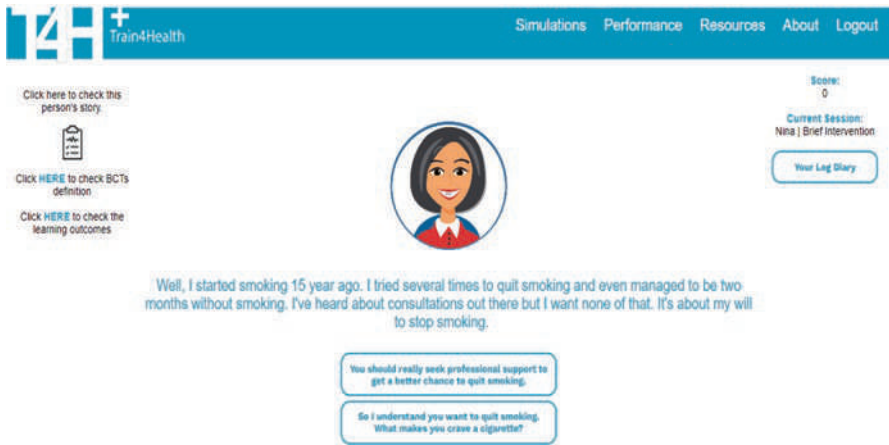 T4H+
Train4Health
Simulations Performance Resources About Logout
Click here to check this
person's story.
Click HERE to check BCTs
definition
Click HERE to check the
learning outcomes
Score:
0
Current Session:
Nina | Brief Intervention
Your Log Diary
Well, I started smoking 15 year ago. I tried several times to quit smoking and even managed to be two
months without smoking. I've heard about consultations out there but I want none of that. It's about my will
to stop smoking.
You should really seek professional support to
get a better chance to quit smoking.
So I understand you want to quit smoking.
What makes you crave a cigarette?